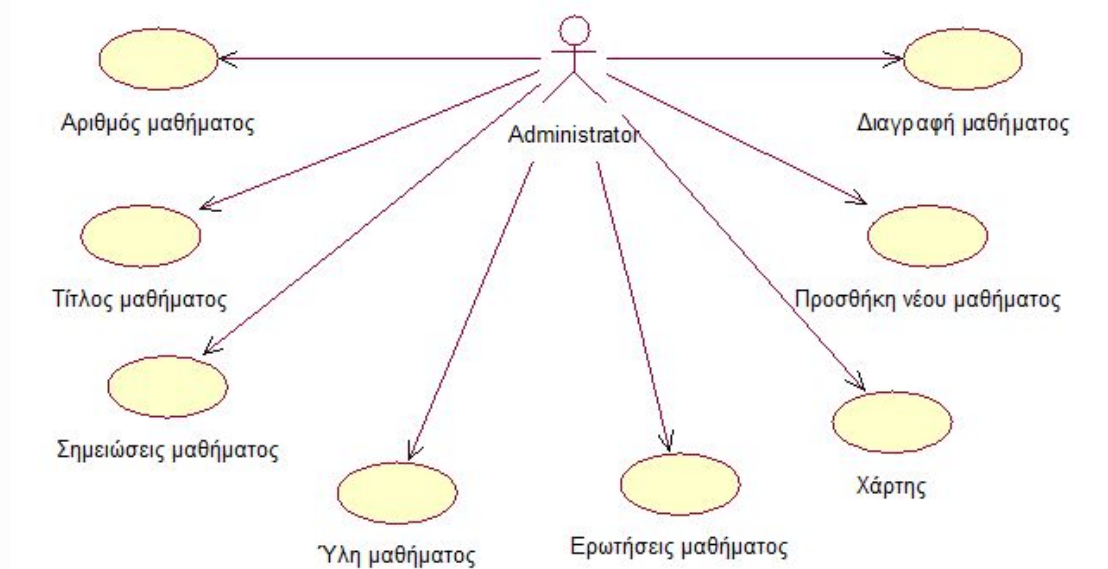 Αριθμός μαθήματος
Administrator
Διαγραφή μαθήματος
Τίτλος μαθήματος
Προσθήκη νέου μαθήματος
Σημειώσεις μαθήματος
Χάρτης
Ύλη μαθήματος
Ερωτήσεις μαθήματος